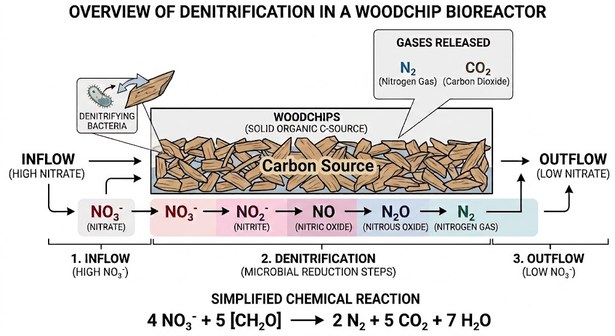 OVERVIEW OF DENITRIFICATION IN A WOODCHIP BIOREACTOR
GASES RELEASED
N₂
(Nitrogen Gas)
CO₂
(Carbon Dioxide)
DENITRIFYING
BACTERIA
WOODCHIPS
(SOLID ORGANIC C-SOURCE)
Carbon Source
INFLOW
(HIGH NITRATE)
OUTFLOW
(LOW NITRATE)
NO₃⁻
(NITRATE)
NO₃⁻
NO₂⁻
(NITRITE)
NO
(NITRIC OXIDE)
N₂O
(NITROUS OXIDE)
N₂
(NITROGEN GAS)
1. INFLOW
(HIGH NO₃⁻)
2. DENITRIFICATION
(MICROBIAL REDUCTION STEPS)
3. OUTFLOW
(LOW NO₃⁻)
SIMPLIFIED CHEMICAL REACTION
4 NO₃⁻ + 5 [CH₂O] → 2 N₂ + 5 CO₂ + 7 H₂O